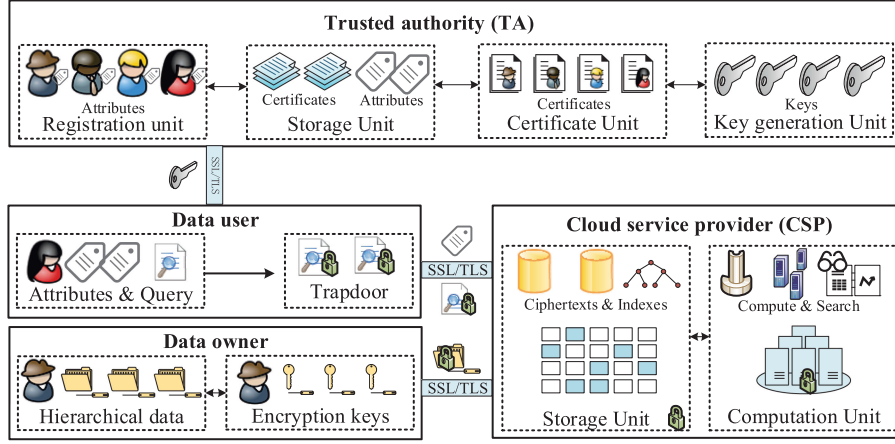 Trusted authority (TA)
Attributes
Registration unit
Certificates
Attributes
Storage Unit
Certificates
Certificate Unit
Keys
Key generation Unit
SSL/TLS
Data user
Attributes & Query
Trapdoor
SSL/TLS
Data owner
Hierarchical data
Encryption keys
SSL/TLS
Cloud service provider (CSP)
Ciphertexts & Indexes
Storage Unit
Compute & Search
Computation Unit